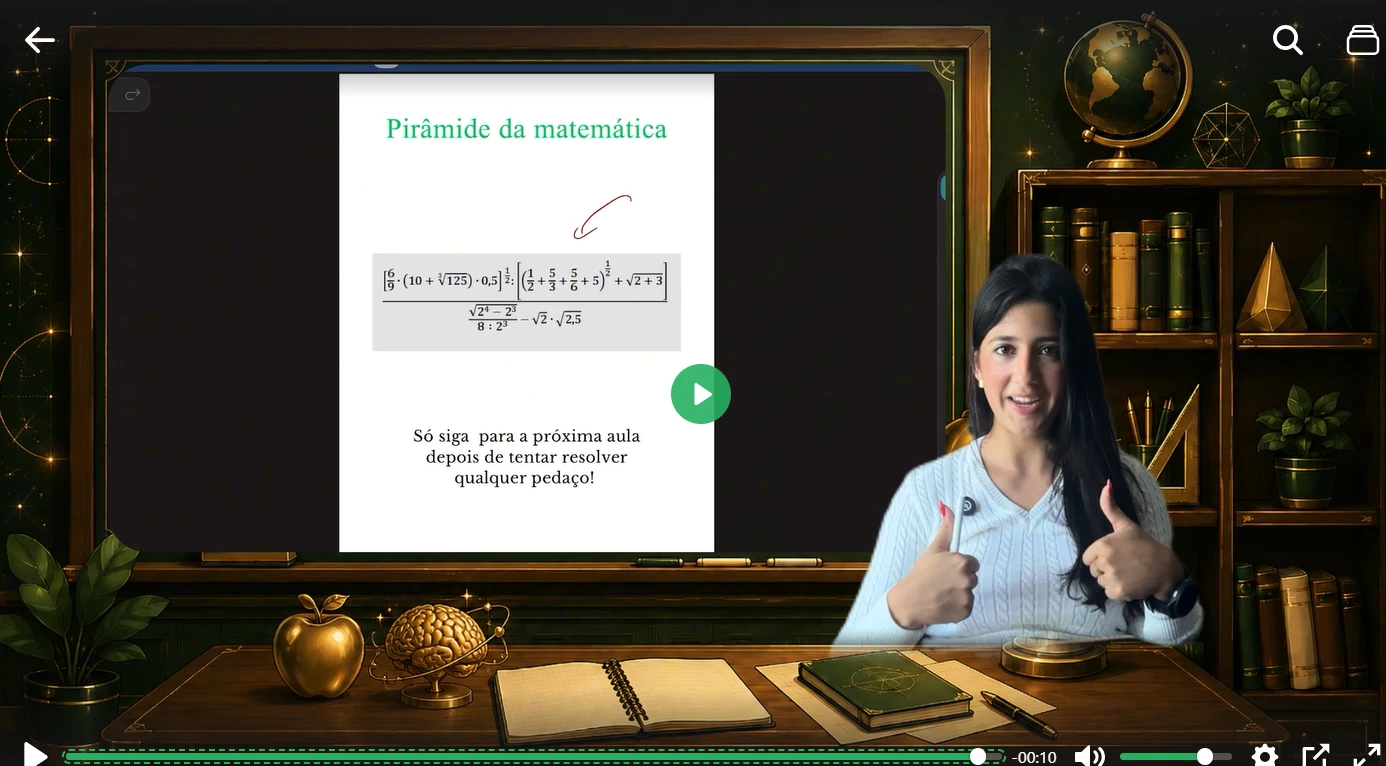 Pirâmide da matemática
[6/9 · (10 + ∛125) · 0,5]^(1/2) : [(1/2 + 5/3 + 5/6 + 5)^(1/2) + √(2 + 3)]
√(2⁴ − 2³) / (8 : 2³) − √2 · √2,5
Só siga para a próxima aula
depois de tentar resolver
qualquer pedaço!
-00:10